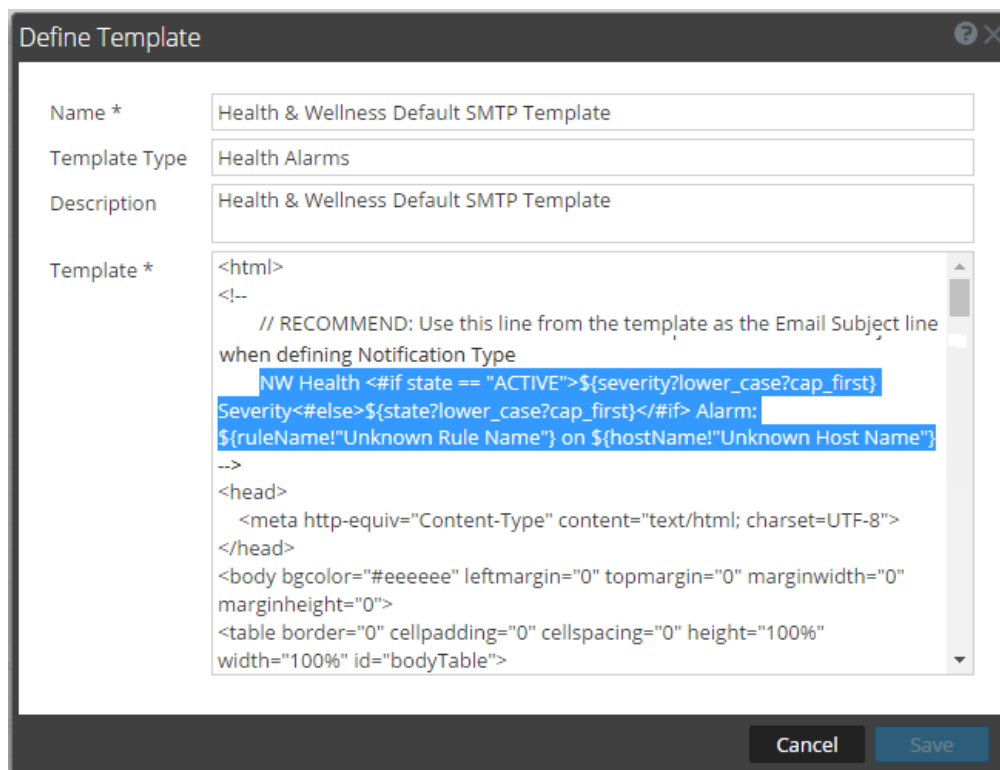 Define Template
Name * Health & Wellness Default SMTP Template
Template Type Health Alarms
Description Health & Wellness Default SMTP Template
Template * <html>
<!--
// RECOMMEND: Use this line from the template as the Email Subject line
when defining Notification Type
NW Health <#if state == "ACTIVE">${severity?lower_case?cap_first}
Severity<#else>${state?lower_case?cap_first}</#if> Alarm:
${ruleName!"Unknown Rule Name"} on ${hostName!"Unknown Host Name"}
-->
<head>
<meta http-equiv="Content-Type" content="text/html; charset=UTF-8">
</head>
<body bgcolor="#eeeeee" leftmargin="0" topmargin="0" marginwidth="0"
marginheight="0">
<table border="0" cellpadding="0" cellspacing="0" height="100%"
width="100%" id="bodyTable">
Cancel Save